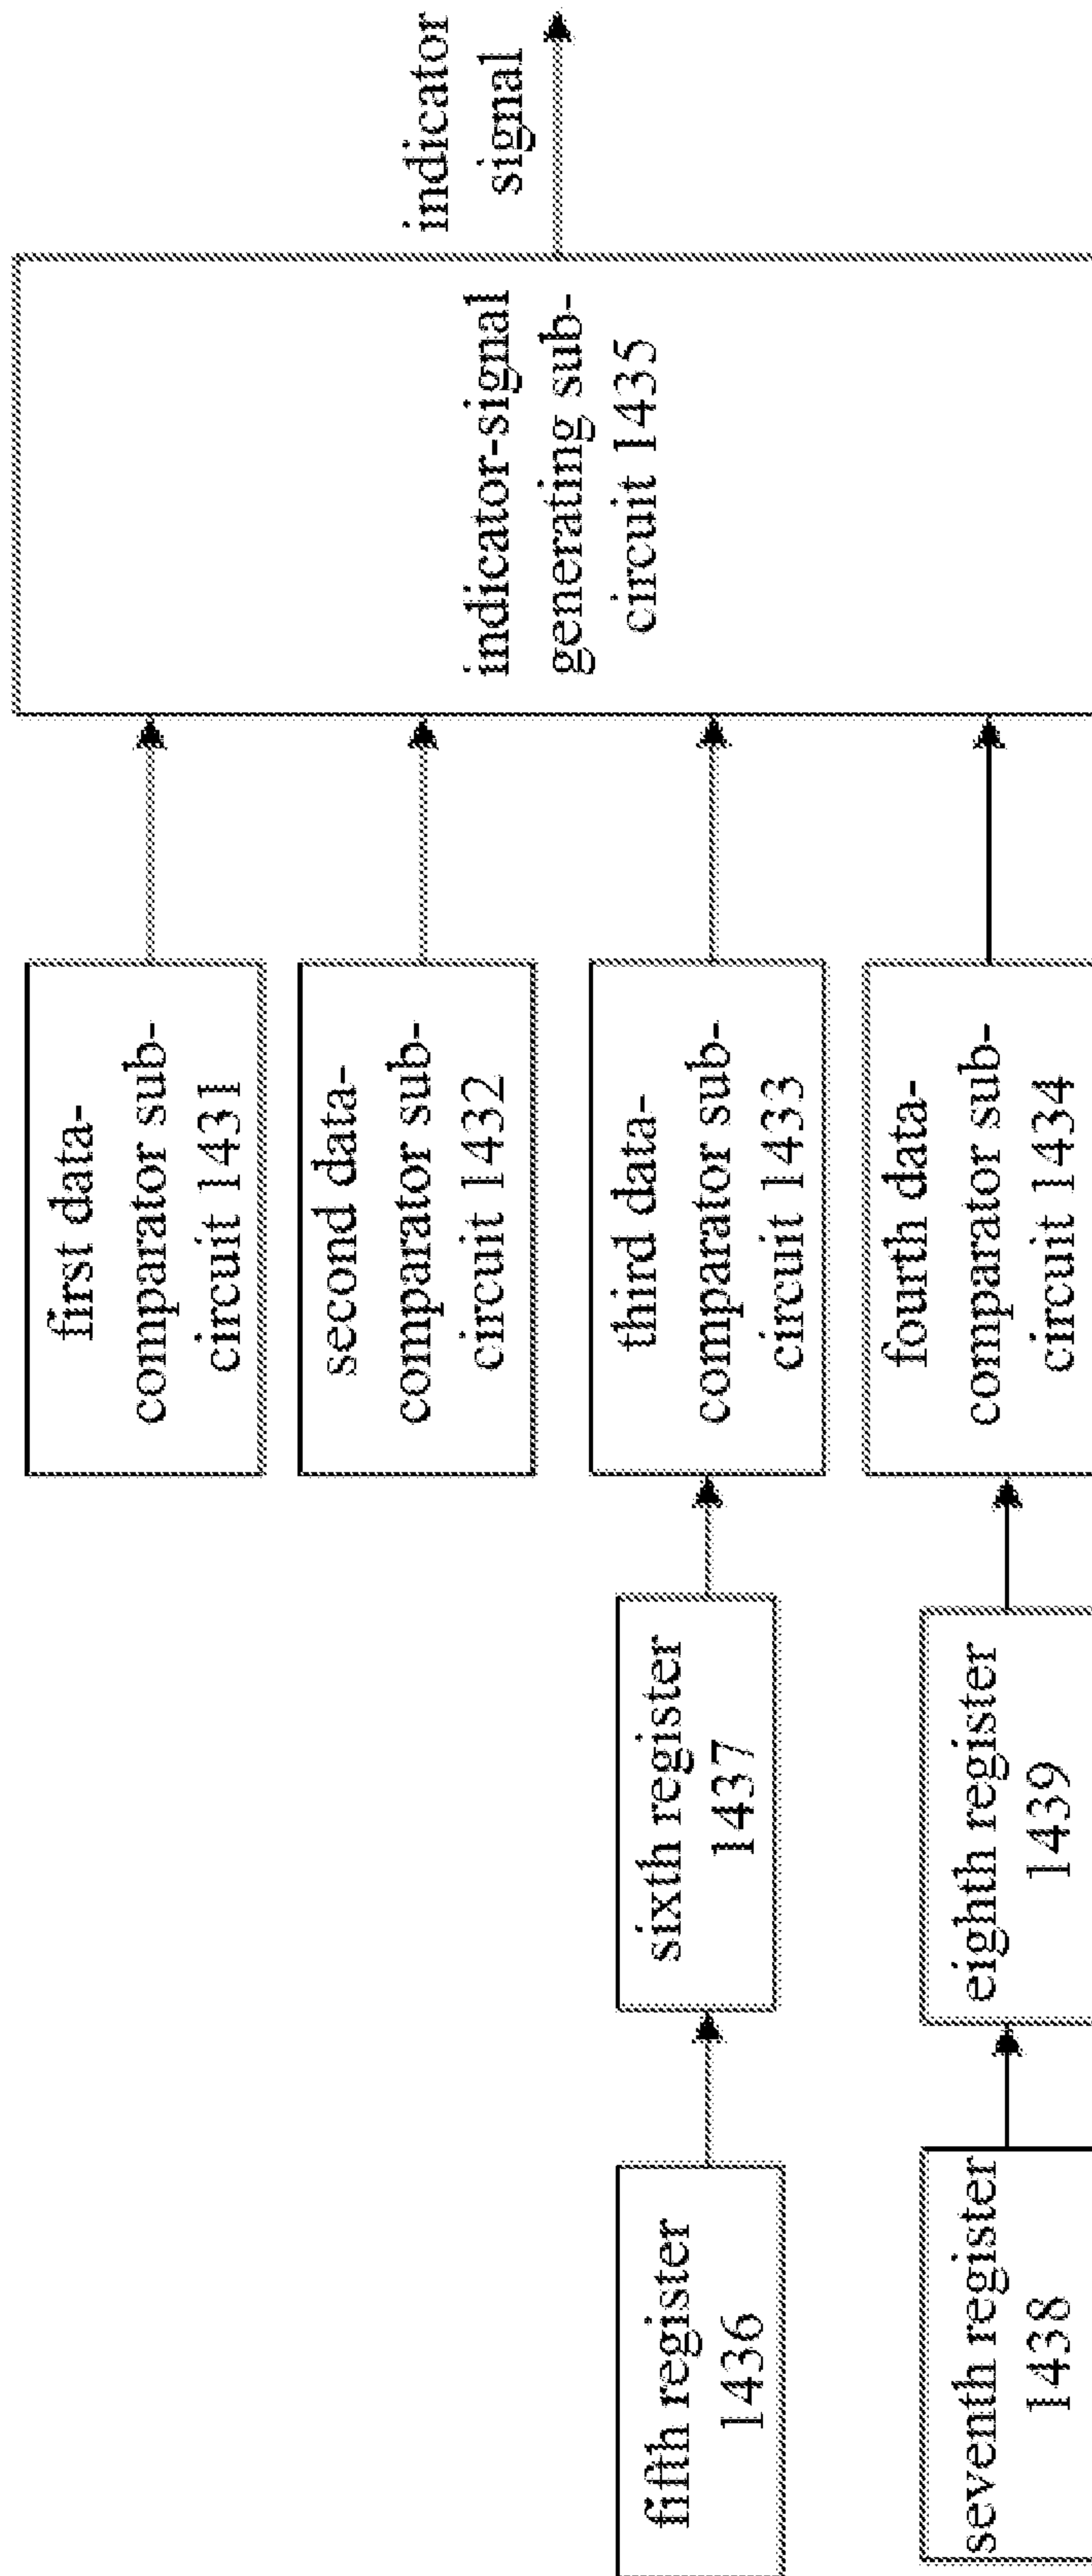 first data-
comparator sub-
circuit 1431
second data-
comparator sub-
circuit 1432
fifth register
1436
sixth register
1437
third data-
comparator sub-
circuit 1433
seventh register
1438
eighth register
1439
fourth data-
comparator sub-
circuit 1434
indicator-signal
generating sub-
circuit 1435
indicator
signal